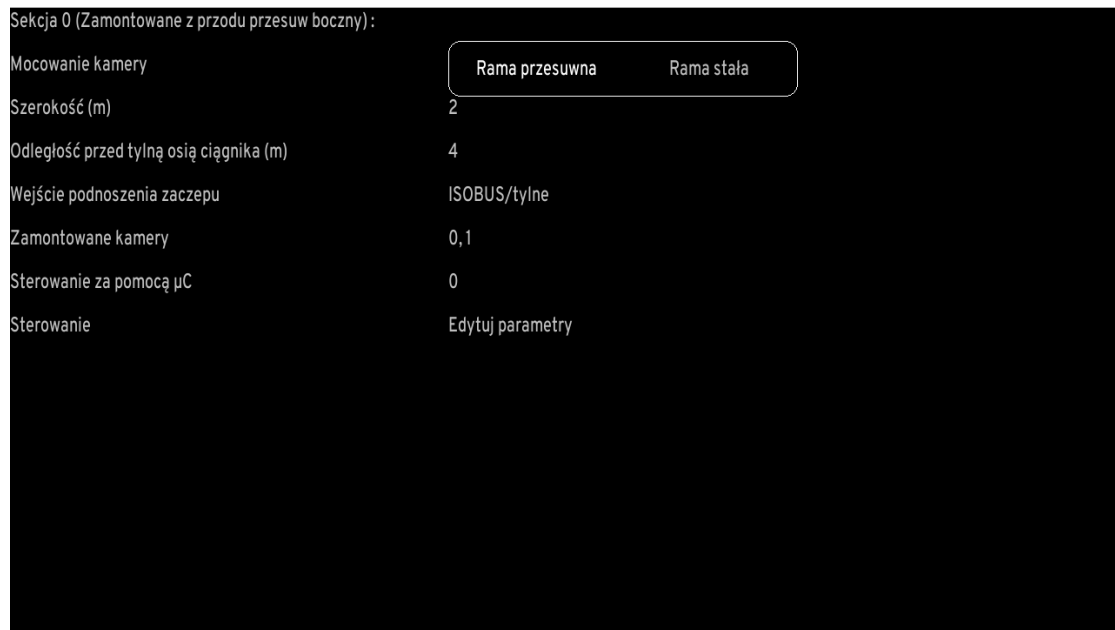 Sekcja 0 (Zamontowane z przodu przesuw boczny) :
Mocowanie kamery Rama przesuwna Rama stała
Szerokość (m) 2
Odległość przed tylną osią ciągnika (m) 4
Wejście podnoszenia zaczepu ISOBUS/tylne
Zamontowane kamery 0,1
Sterowanie za pomocą µC 0
Sterowanie Edytuj parametry